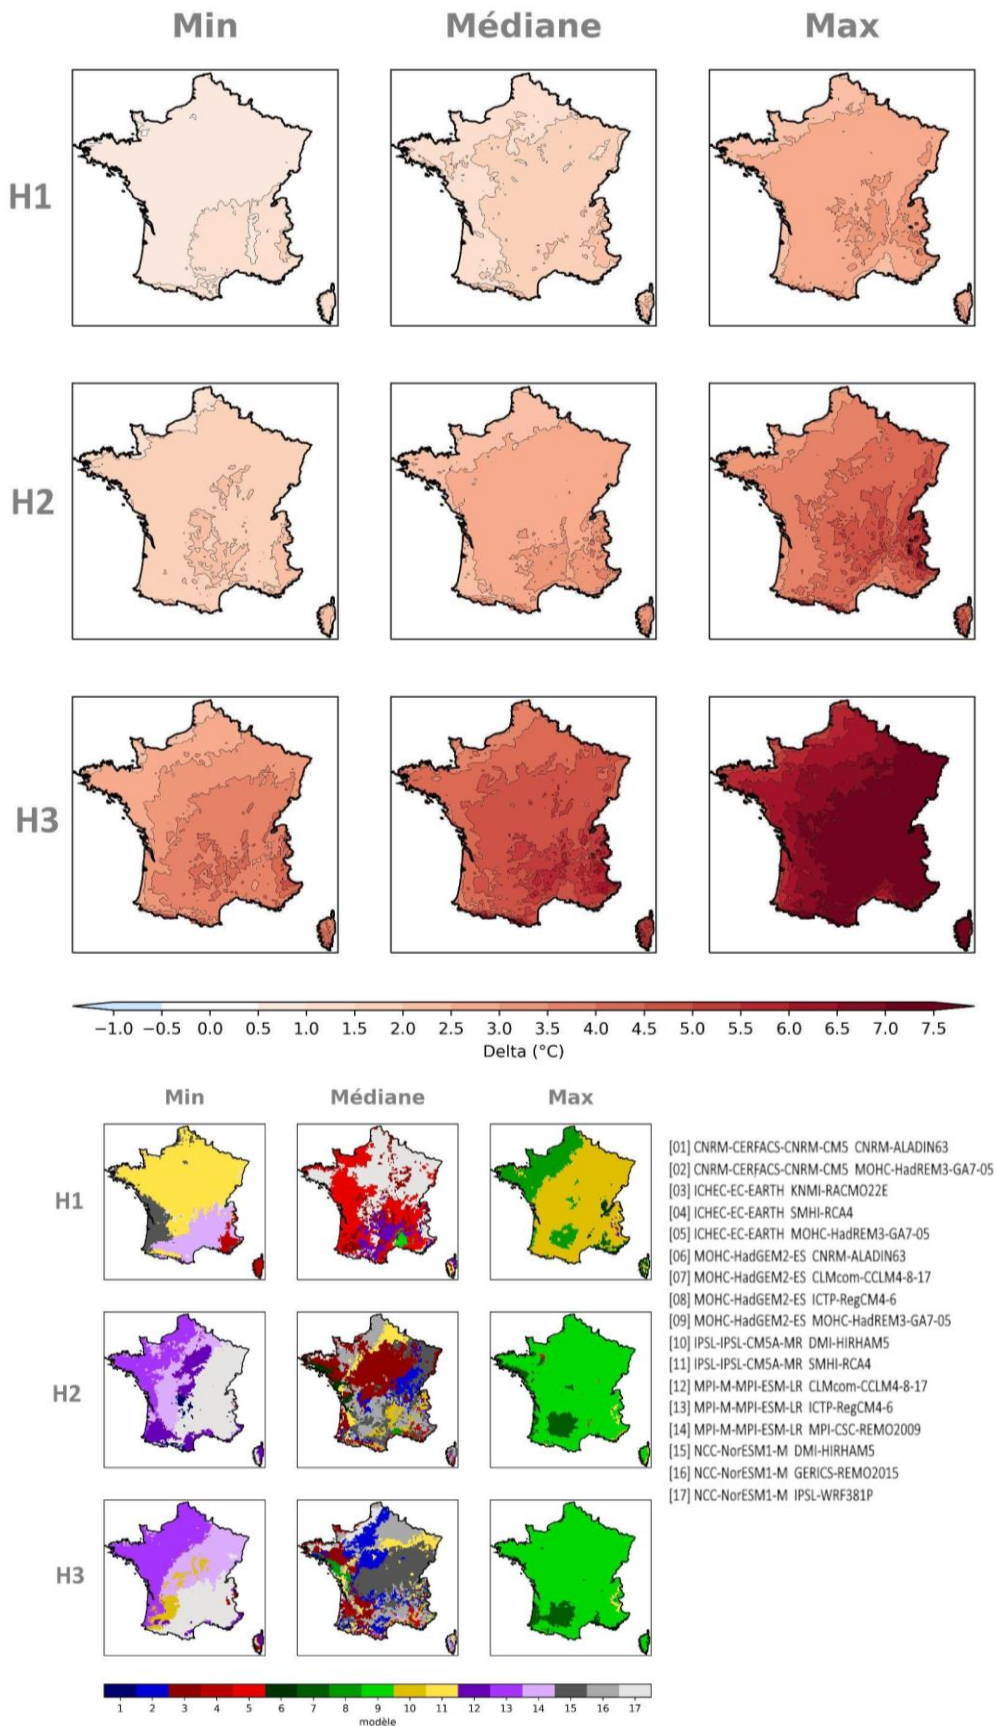 Min Médiane Max
H1
H2
H3
−1.0 −0.5 0.0 0.5 1.0 1.5 2.0 2.5 3.0 3.5 4.0 4.5 5.0 5.5 6.0 6.5 7.0 7.5
Delta (°C)
Min Médiane Max
H1
H2
H3
[01] CNRM-CERFACS-CNRM-CM5 CNRM-ALADIN63
[02] CNRM-CERFACS-CNRM-CM5 MOHC-HadREM3-GA7-05
[03] ICHEC-EC-EARTH KNMI-RACMO22E
[04] ICHEC-EC-EARTH SMHI-RCA4
[05] ICHEC-EC-EARTH MOHC-HadREM3-GA7-05
[06] MOHC-HadGEM2-ES CNRM-ALADIN63
[07] MOHC-HadGEM2-ES CLMcom-CCLM4-8-17
[08] MOHC-HadGEM2-ES ICTP-RegCM4-6
[09] MOHC-HadGEM2-ES MOHC-HadREM3-GA7-05
[10] IPSL-IPSL-CM5A-MR DMI-HIRHAM5
[11] IPSL-IPSL-CM5A-MR SMHI-RCA4
[12] MPI-M-MPI-ESM-LR CLMcom-CCLM4-8-17
[13] MPI-M-MPI-ESM-LR ICTP-RegCM4-6
[14] MPI-M-MPI-ESM-LR MPI-CSC-REMO2009
[15] NCC-NorESM1-M DMI-HIRHAM5
[16] NCC-NorESM1-M GERICS-REMO2015
[17] NCC-NorESM1-M IPSL-WRF381P
1 2 3 4 5 6 7 8 9 10 11 12 13 14 15 16 17
modèle